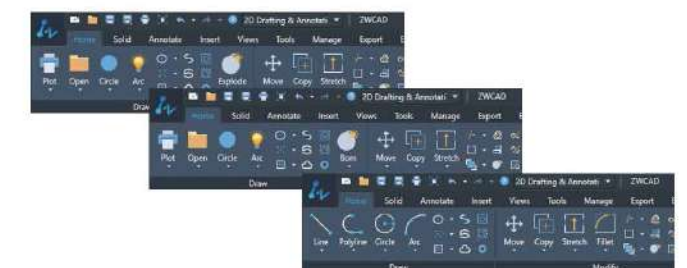 2D Drafting & Annotati ZWCAD
Home Solid Annotate Insert Views Tools Manage Export E
Plot Open Circle Arc Explode Move Copy Stretch
Draw
2D Drafting & Annotati ZWCAD
Home Solid Annotate Insert Views Tools Manage Export E
Plot Open Circle Arc Bom Move Copy Stretch
Draw
2D Drafting & Annotati ZWCAD
Home Solid Annotate Insert Views Tools Manage Export E
Line Polyline Circle Arc Move Copy Stretch Fillet
Draw Modify